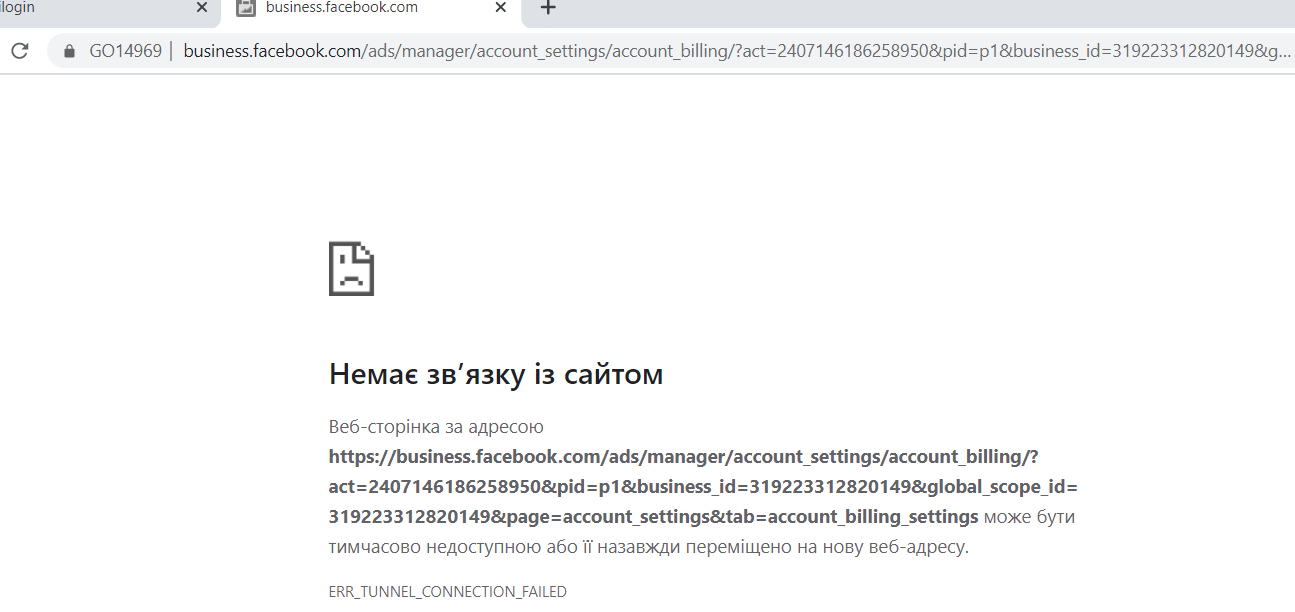 ilogin
business.facebook.com
GO14969 | business.facebook.com/ads/manager/account_settings/account_billing/?act=2407146186258950&pid=p1&business_id=319223312820149&g...
Немає зв’язку із сайтом
Веб-сторінка за адресою
https://business.facebook.com/ads/manager/account_settings/account_billing/?
act=2407146186258950&pid=p1&business_id=319223312820149&global_scope_id=
319223312820149&page=account_settings&tab=account_billing_settings може бути
тимчасово недоступною або її назавжди переміщено на нову веб-адресу.
ERR_TUNNEL_CONNECTION_FAILED